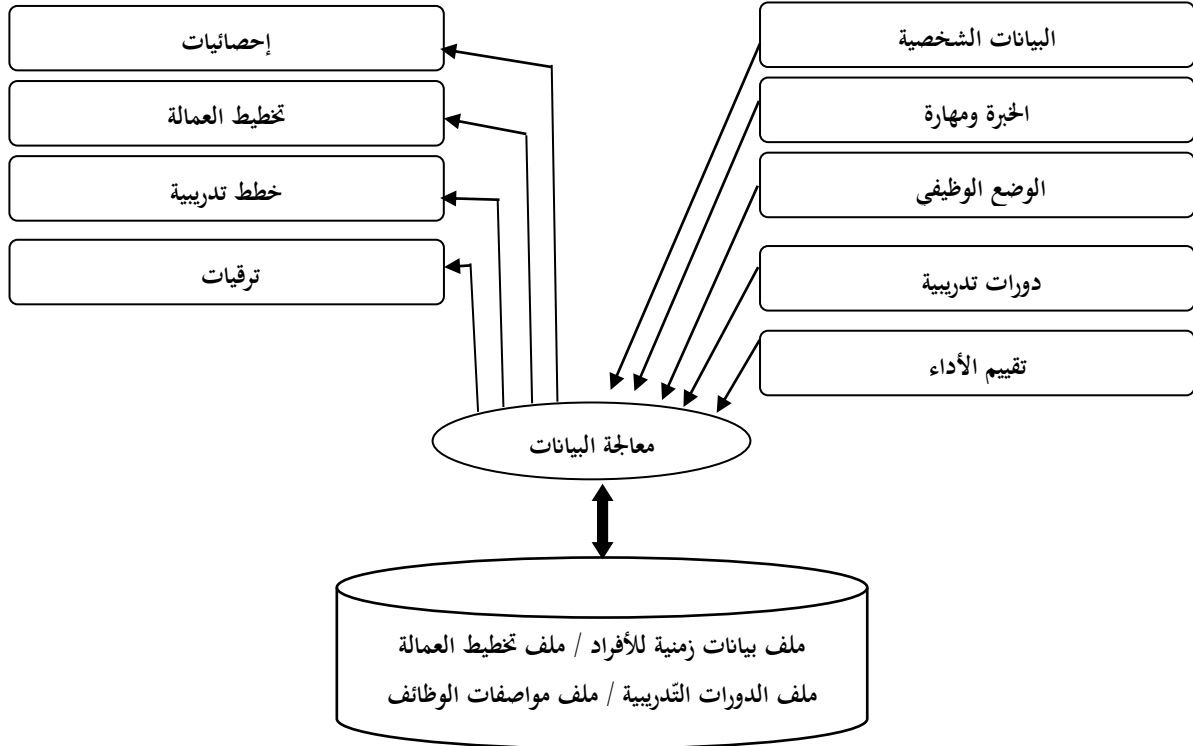 البيانات الشخصية
الخبرة ومهارة
الوضع الوظيفي
دورات تدريبية
تقييم الأداء
إحصائيات
تخطيط العمالة
خطط تدريبية
ترقيات
معالجة البيانات
ملف بيانات زمنية للأفراد / ملف تخطيط العمالة
ملف الدورات التّدريبية / ملف مواصفات الوظائف